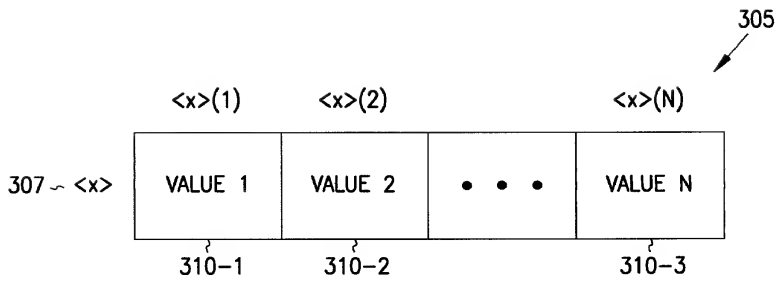 305
<x>(1) <x>(2) <x>(N)
307 <x> VALUE 1 VALUE 2 • • • VALUE N
310-1 310-2 310-3